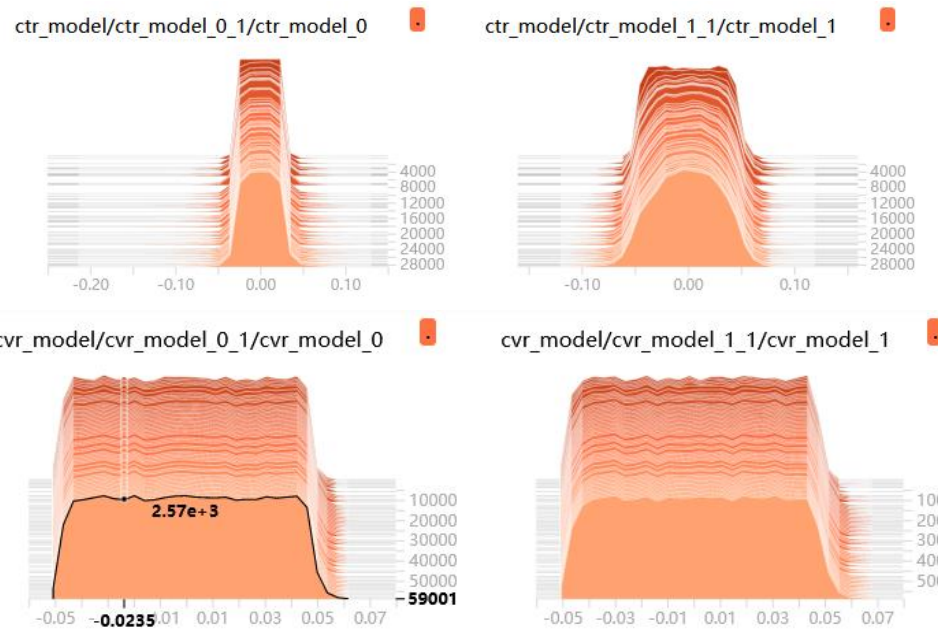 ctr_model/ctr_model_0_1/ctr_model_0
ctr_model/ctr_model_1_1/ctr_model_1
4000
8000
12000
16000
20000
24000
28000
-0.20 -0.10 0.00 0.10
4000
8000
12000
16000
20000
24000
28000
-0.10 0.00 0.10
cvr_model/cvr_model_0_1/cvr_model_0
cvr_model/cvr_model_1_1/cvr_model_1
2.57e+3
10000
20000
30000
40000
50000
59001
-0.05 -0.0235 0.01 0.03 0.05 0.07
-0.05 -0.03 -0.01 0.01 0.03 0.05 0.07